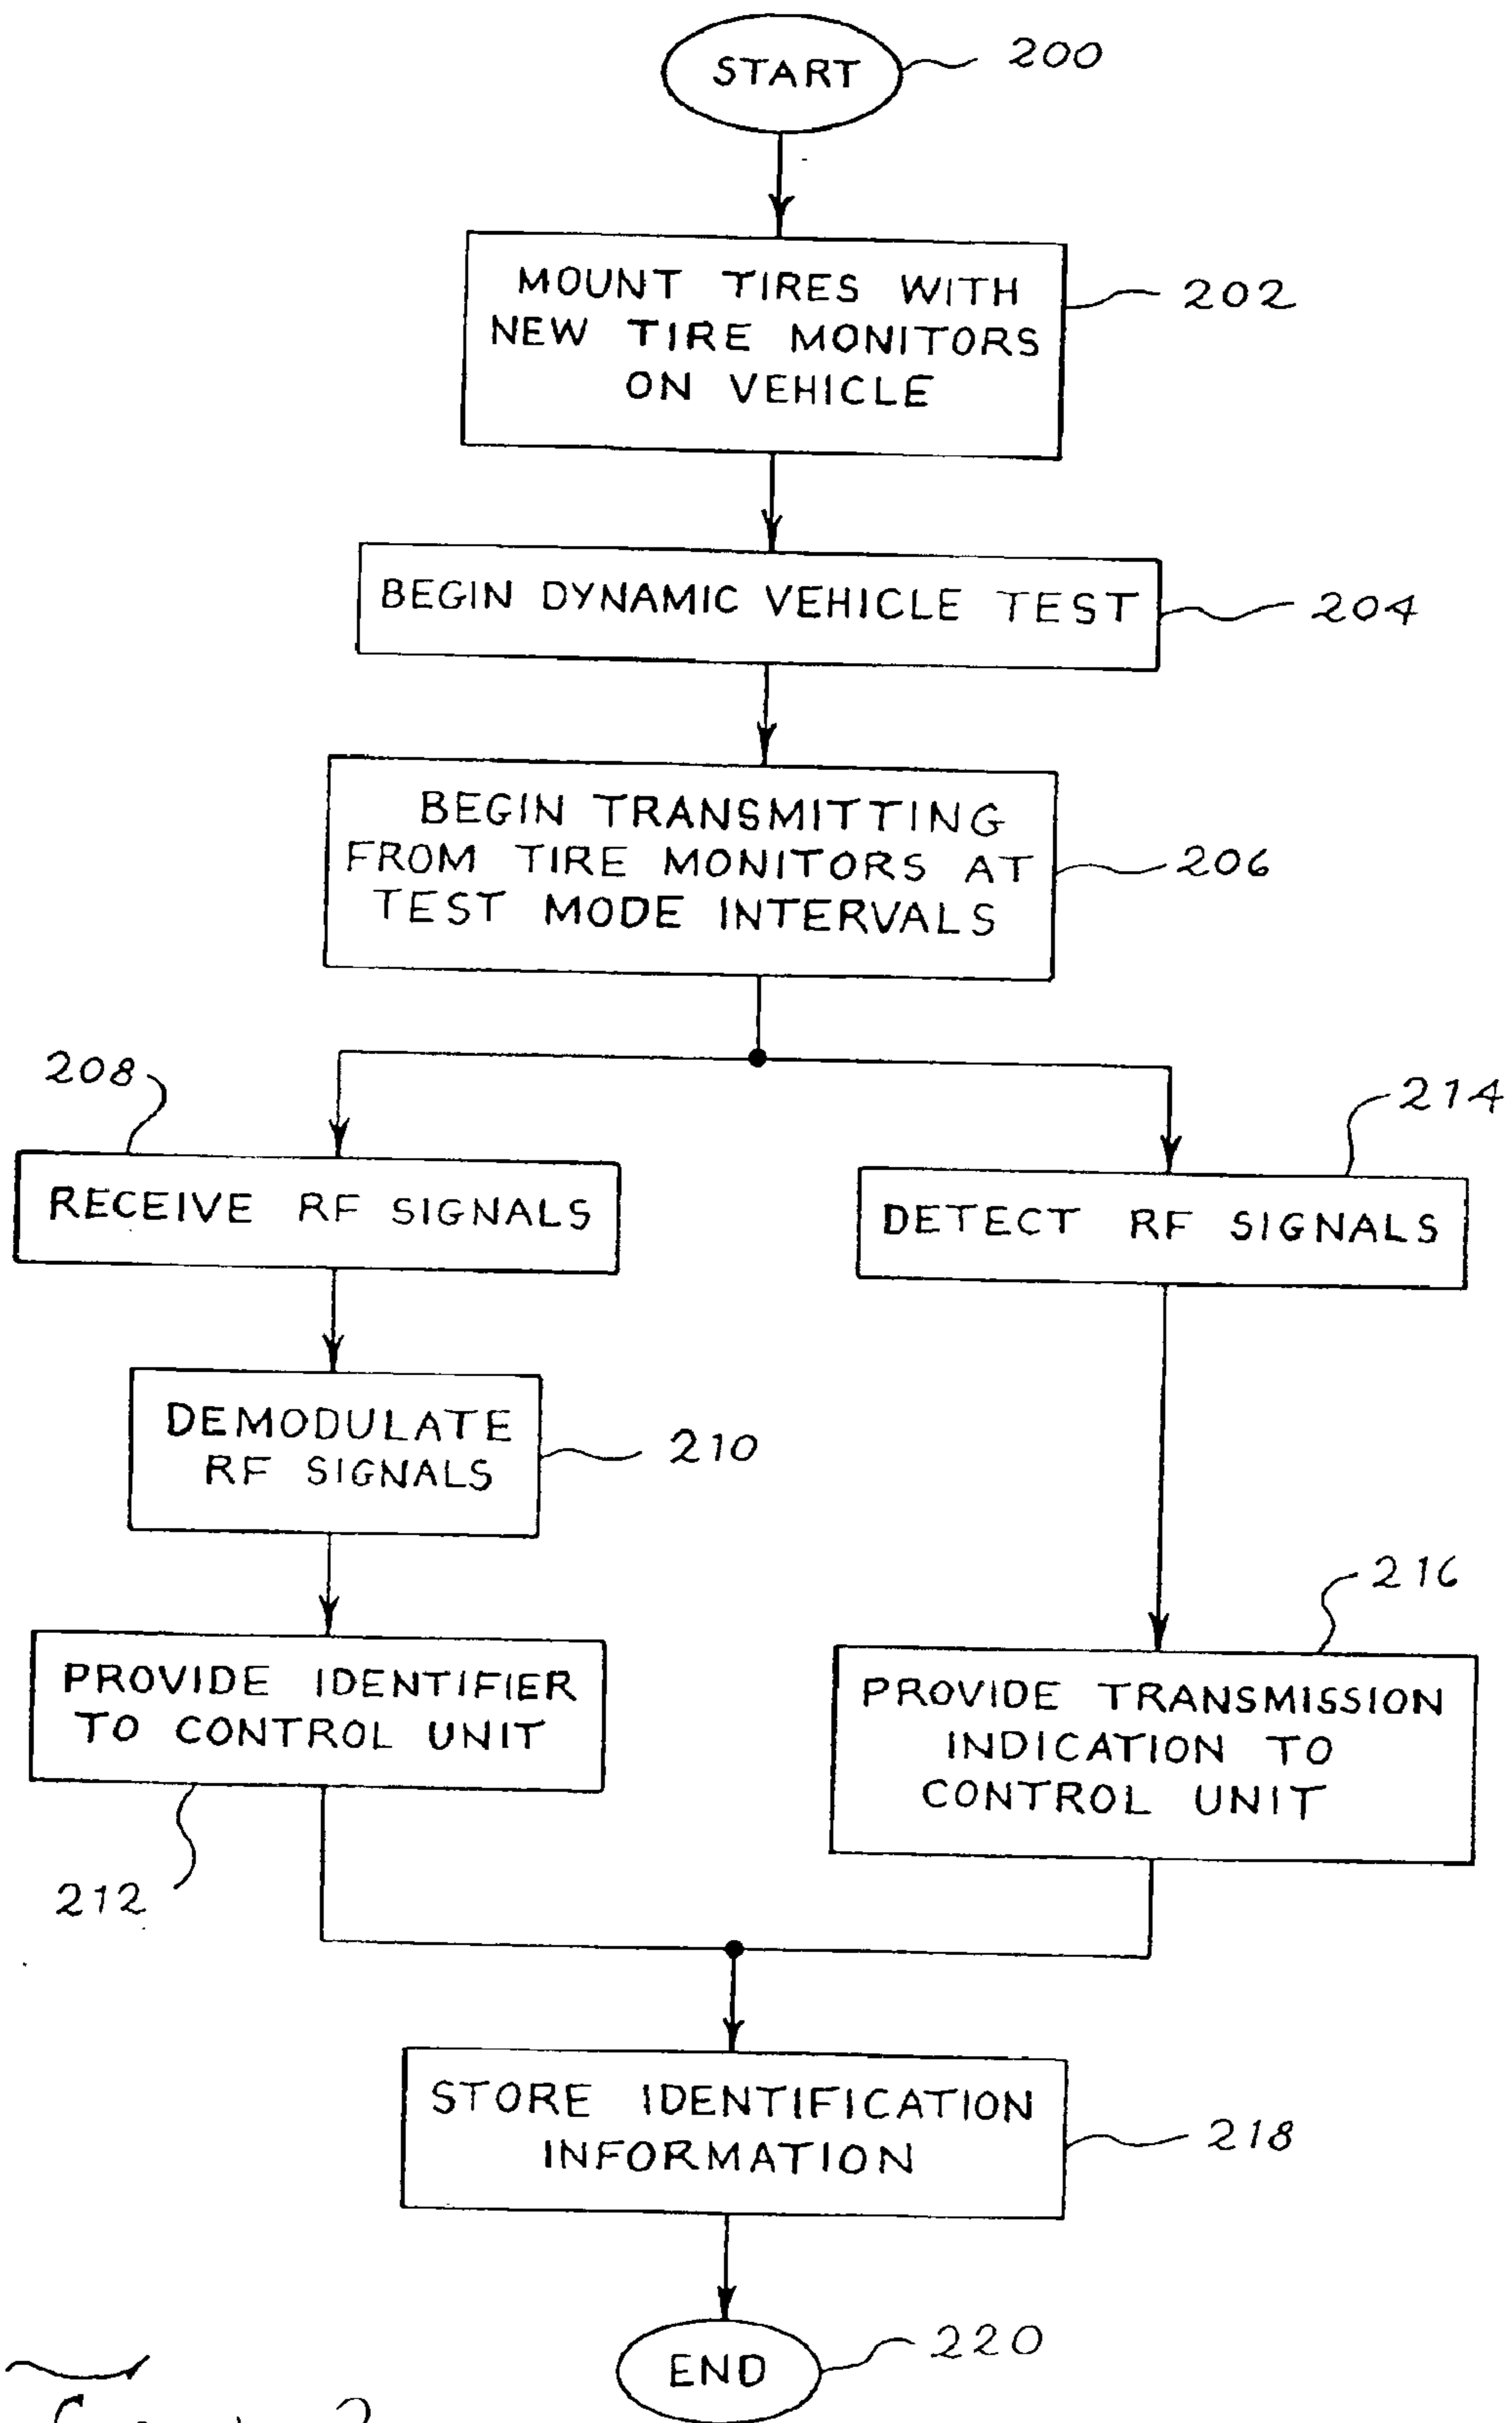 START
200
MOUNT TIRES WITH
NEW TIRE MONITORS
ON VEHICLE
202
BEGIN DYNAMIC VEHICLE TEST
204
BEGIN TRANSMITTING
FROM TIRE MONITORS AT
TEST MODE INTERVALS
206
208
RECEIVE RF SIGNALS
214
DETECT RF SIGNALS
DEMODULATE
RF SIGNALS
210
PROVIDE IDENTIFIER
TO CONTROL UNIT
212
216
PROVIDE TRANSMISSION
INDICATION TO
CONTROL UNIT
STORE IDENTIFICATION
INFORMATION
218
END
220